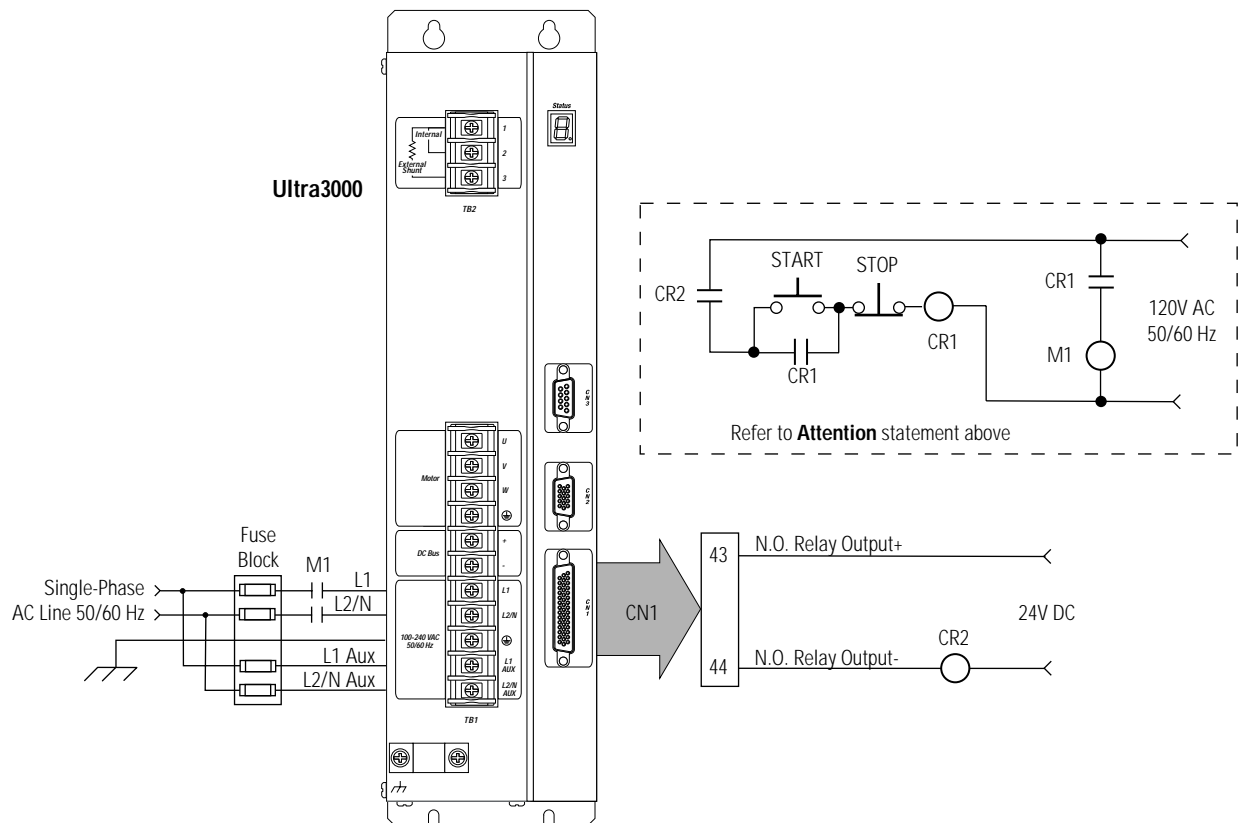 Status
Internal
External
Shunt
1
2
3
TB2
Ultra3000
START
STOP
CR2
CR1
CR1
CR1
M1
120V AC
50/60 Hz
Refer to Attention statement above
CN3
CN2
CN1
Motor
U
V
W
DC Bus
+
-
100-240 VAC
50/60 Hz
L1
L2/N
L1
AUX
L2/N
AUX
TB1
Fuse
Block
M1
L1
L2/N
Single-Phase
AC Line 50/60 Hz
L1 Aux
L2/N Aux
CN1
43
N.O. Relay Output+
24V DC
44
N.O. Relay Output-
CR2